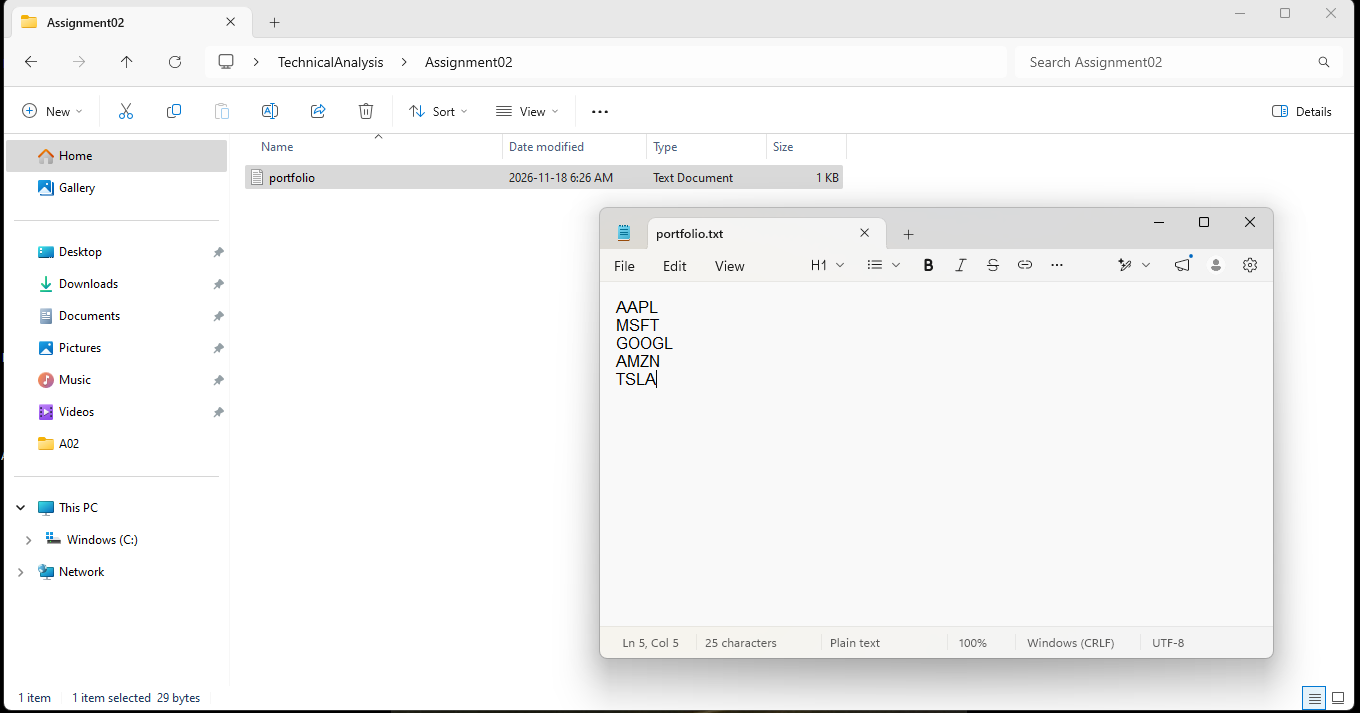 Assignment02
TechnicalAnalysis > Assignment02
Search Assignment02
New
Sort
View
Details
Name
Date modified
Type
Size
portfolio
2026-11-18 6:26 AM
Text Document
1 KB
Home
Gallery
Desktop
Downloads
Documents
Pictures
Music
Videos
A02
This PC
Windows (C:)
Network
1 item
1 item selected 29 bytes
portfolio.txt
File
Edit
View
H1
B
I
S
AAPL
MSFT
GOOGL
AMZN
TSLA
Ln 5, Col 5
25 characters
Plain text
100%
Windows (CRLF)
UTF-8